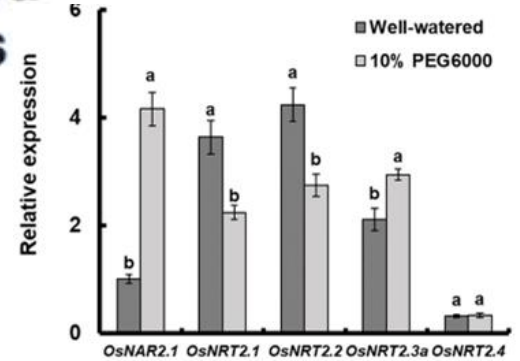 6
Well-watered
10% PEG6000
Relative expression
a
a
a
4
b
b
b
a
2
b
a a
0
OsNAR2.1 OsNRT2.1 OsNRT2.2 OsNRT2.3a OsNRT2.4